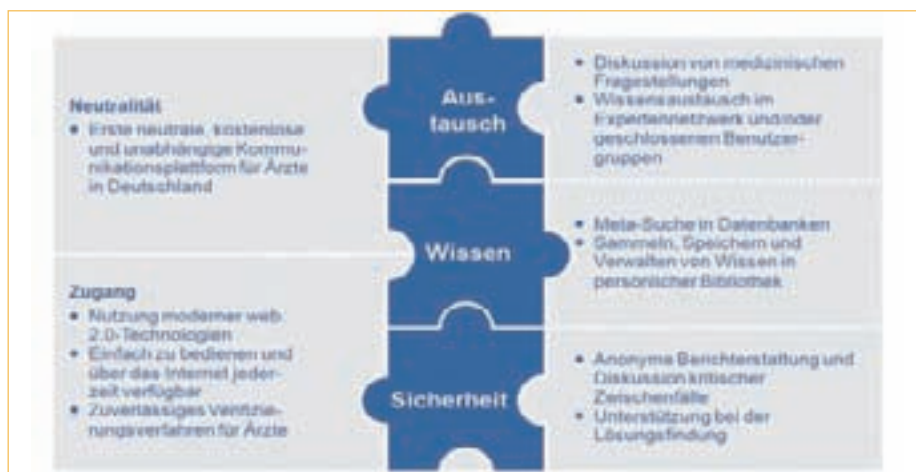 Neutralität
• Erste neutrale, kostenlose
und unabhängige Kommu-
nikationsplattform für Ärzte
in Deutschland
Zugang
• Nutzung moderner web
2.0-Technologien
• Einfach zu bedienen und
über das Internet jeder-
zeit verfügbar
• Zuverlässiges Verifizie-
rungsverfahren für Ärzte
Aus-
tausch
Wissen
Sicherheit
• Diskussion von medizinischen
Fragestellungen
• Wissensaustausch im
Expertennetzwerk und/oder
geschlossenen Benutzer-
gruppen
• Meta-Suche in Datenbanken
• Sammeln, Speichern und
Verwalten von Wissen in
persönlicher Bibliothek
• Anonyme Berichterstattung und
Diskussion kritischer
Zwischenfälle
• Unterstützung bei der
Lösungsfindung